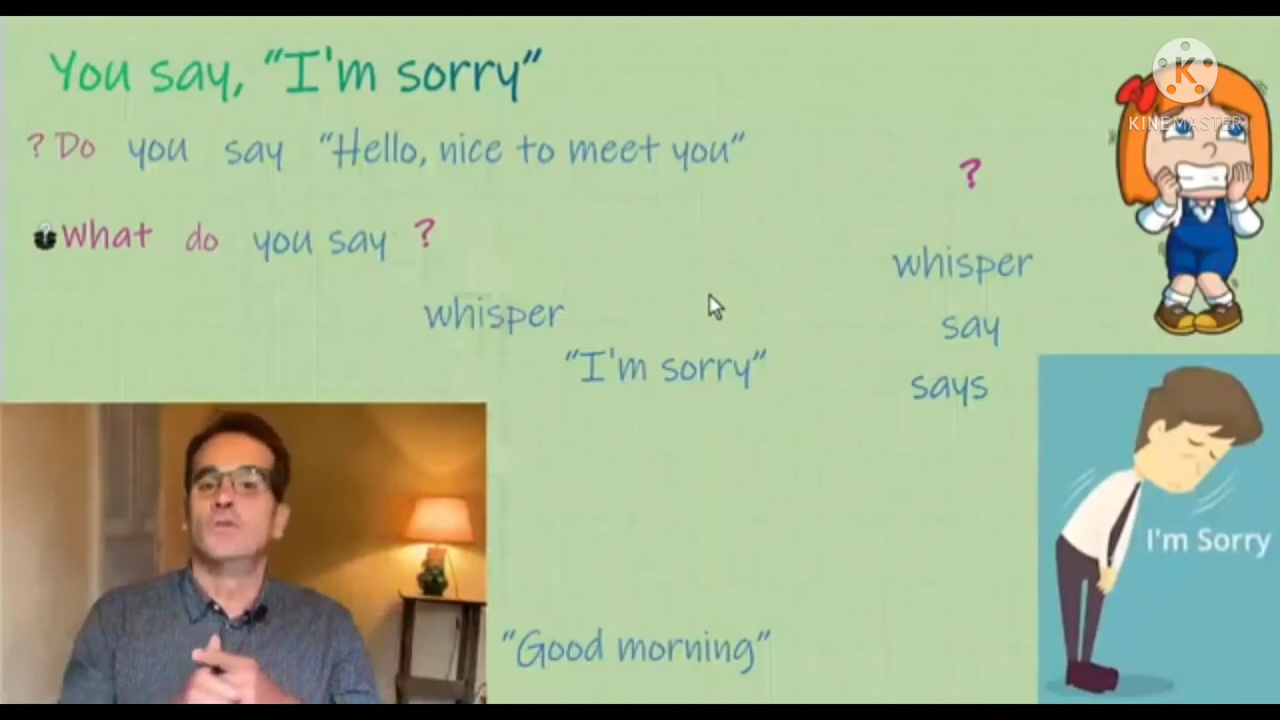 You say, "I'm sorry"
? Do you say "Hello, nice to meet you"
?
What do you say ?
whisper
whisper
say
"I'm sorry"
says
I'm Sorry
"Good morning"
K
KINEMASTER